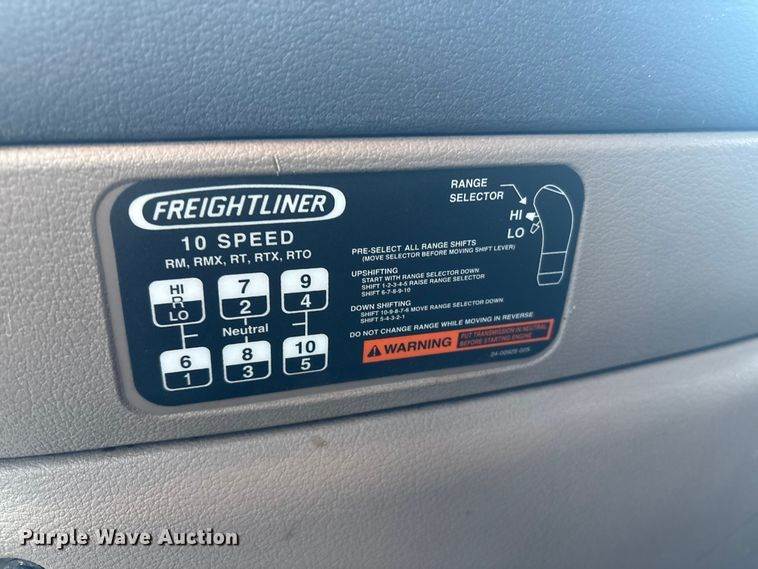 FREIGHTLINER
10 SPEED
RM, RMX, RT, RTX, RTO
HI
R
LO
7
2
9
4
Neutral
6
1
8
3
10
5
RANGE
SELECTOR
HI
LO
PRE-SELECT ALL RANGE SHIFTS
(MOVE SELECTOR BEFORE MOVING SHIFT LEVER)
UPSHIFTING
START WITH RANGE SELECTOR DOWN
SHIFT 1-2-3-4-5 RAISE RANGE SELECTOR
SHIFT 6-7-8-9-10
DOWN SHIFTING
SHIFT 10-9-8-7-6 MOVE RANGE SELECTOR DOWN
SHIFT 5-4-3-2-1
DO NOT CHANGE RANGE WHILE MOVING IN REVERSE
WARNING
PUT TRANSMISSION IN NEUTRAL
BEFORE STARTING ENGINE
Purple Wave Auction